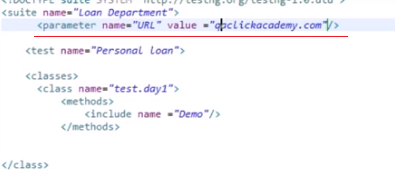 <!DOCTYPE suite SYSTEM "http://testng.org/testng-1.0.dtd">
<suite name="Loan Department">
<parameter name="URL" value ="qaclickacademy.com"/>
<test name="Personal loan">
<classes>
<class name="test.day1">
<methods>
<include name ="Demo"/>
</methods>
</class>